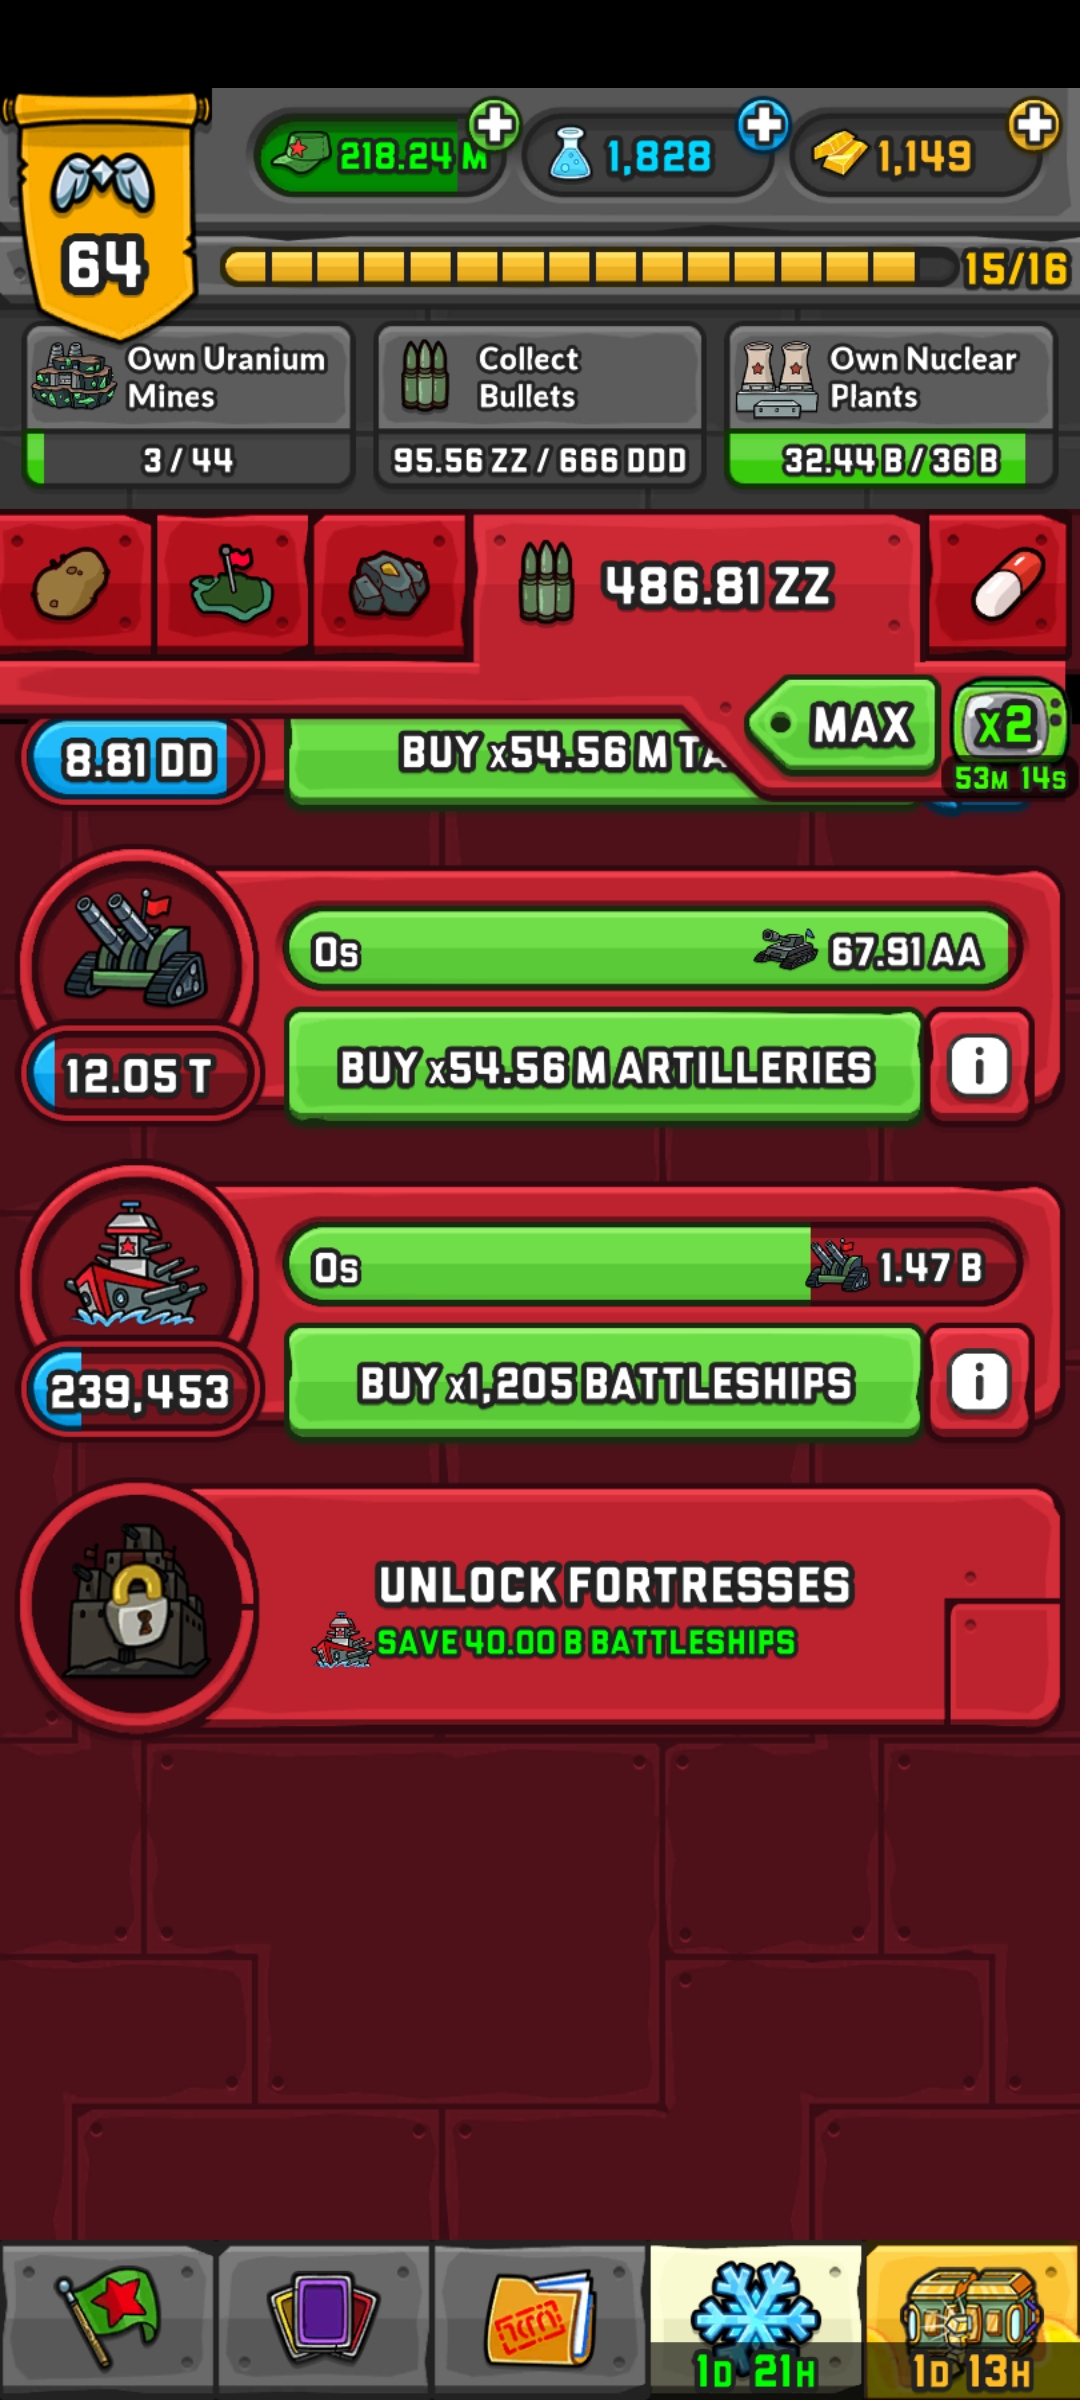 218.24 M
1,828
1,149
64
15/16
Own Uranium
Mines
3 / 44
Collect
Bullets
95.56 ZZ / 666 DDD
Own Nuclear
Plants
32.44 B / 36 B
486.81 ZZ
MAX
x2
53M 14S
8.81 DD
BUY x54.56 M TA
0s
67.91 AA
12.05 T
BUY x54.56 M ARTILLERIES
i
0s
1.47 B
239,453
BUY x1,205 BATTLESHIPS
i
UNLOCK FORTRESSES
SAVE 40.00 B BATTLESHIPS
1D 21H
1D 13H